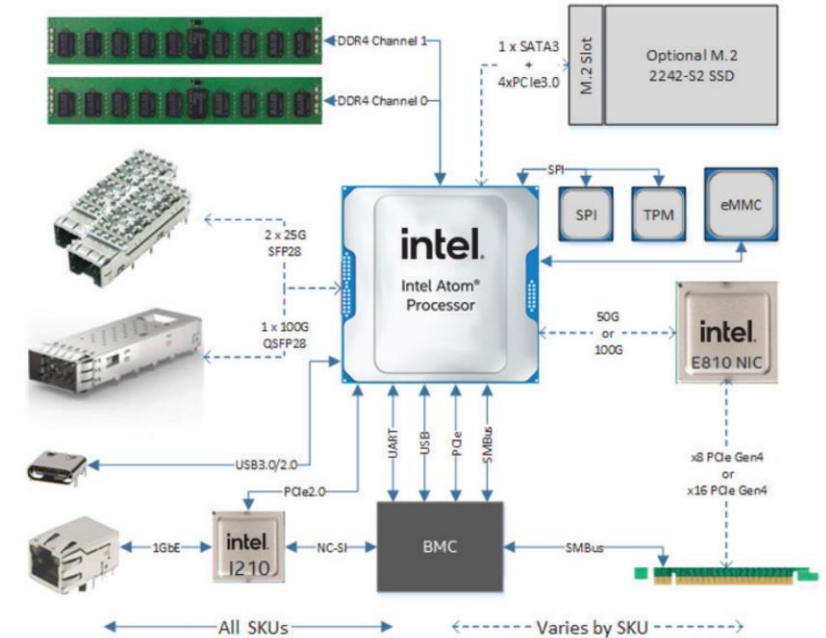 DDR4 Channel 1
DDR4 Channel 0
1 x SATA3
+
4xPCIe3.0
M.2 Slot
Optional M.2
2242-S2 SSD
SPI
SPI
TPM
eMMC
2 x 25G
SFP28
1 x 100G
QSFP28
intel.
Intel Atom®
Processor
50G
or
100G
intel.
E810 NIC
USB3.0/2.0
UART
USB
PCIe
SMBus
x8 PCIe Gen4
or
x16 PCIe Gen4
PCIe2.0
1GbE
intel.
I210
NC-SI
BMC
SMBus
All SKUs
Varies by SKU